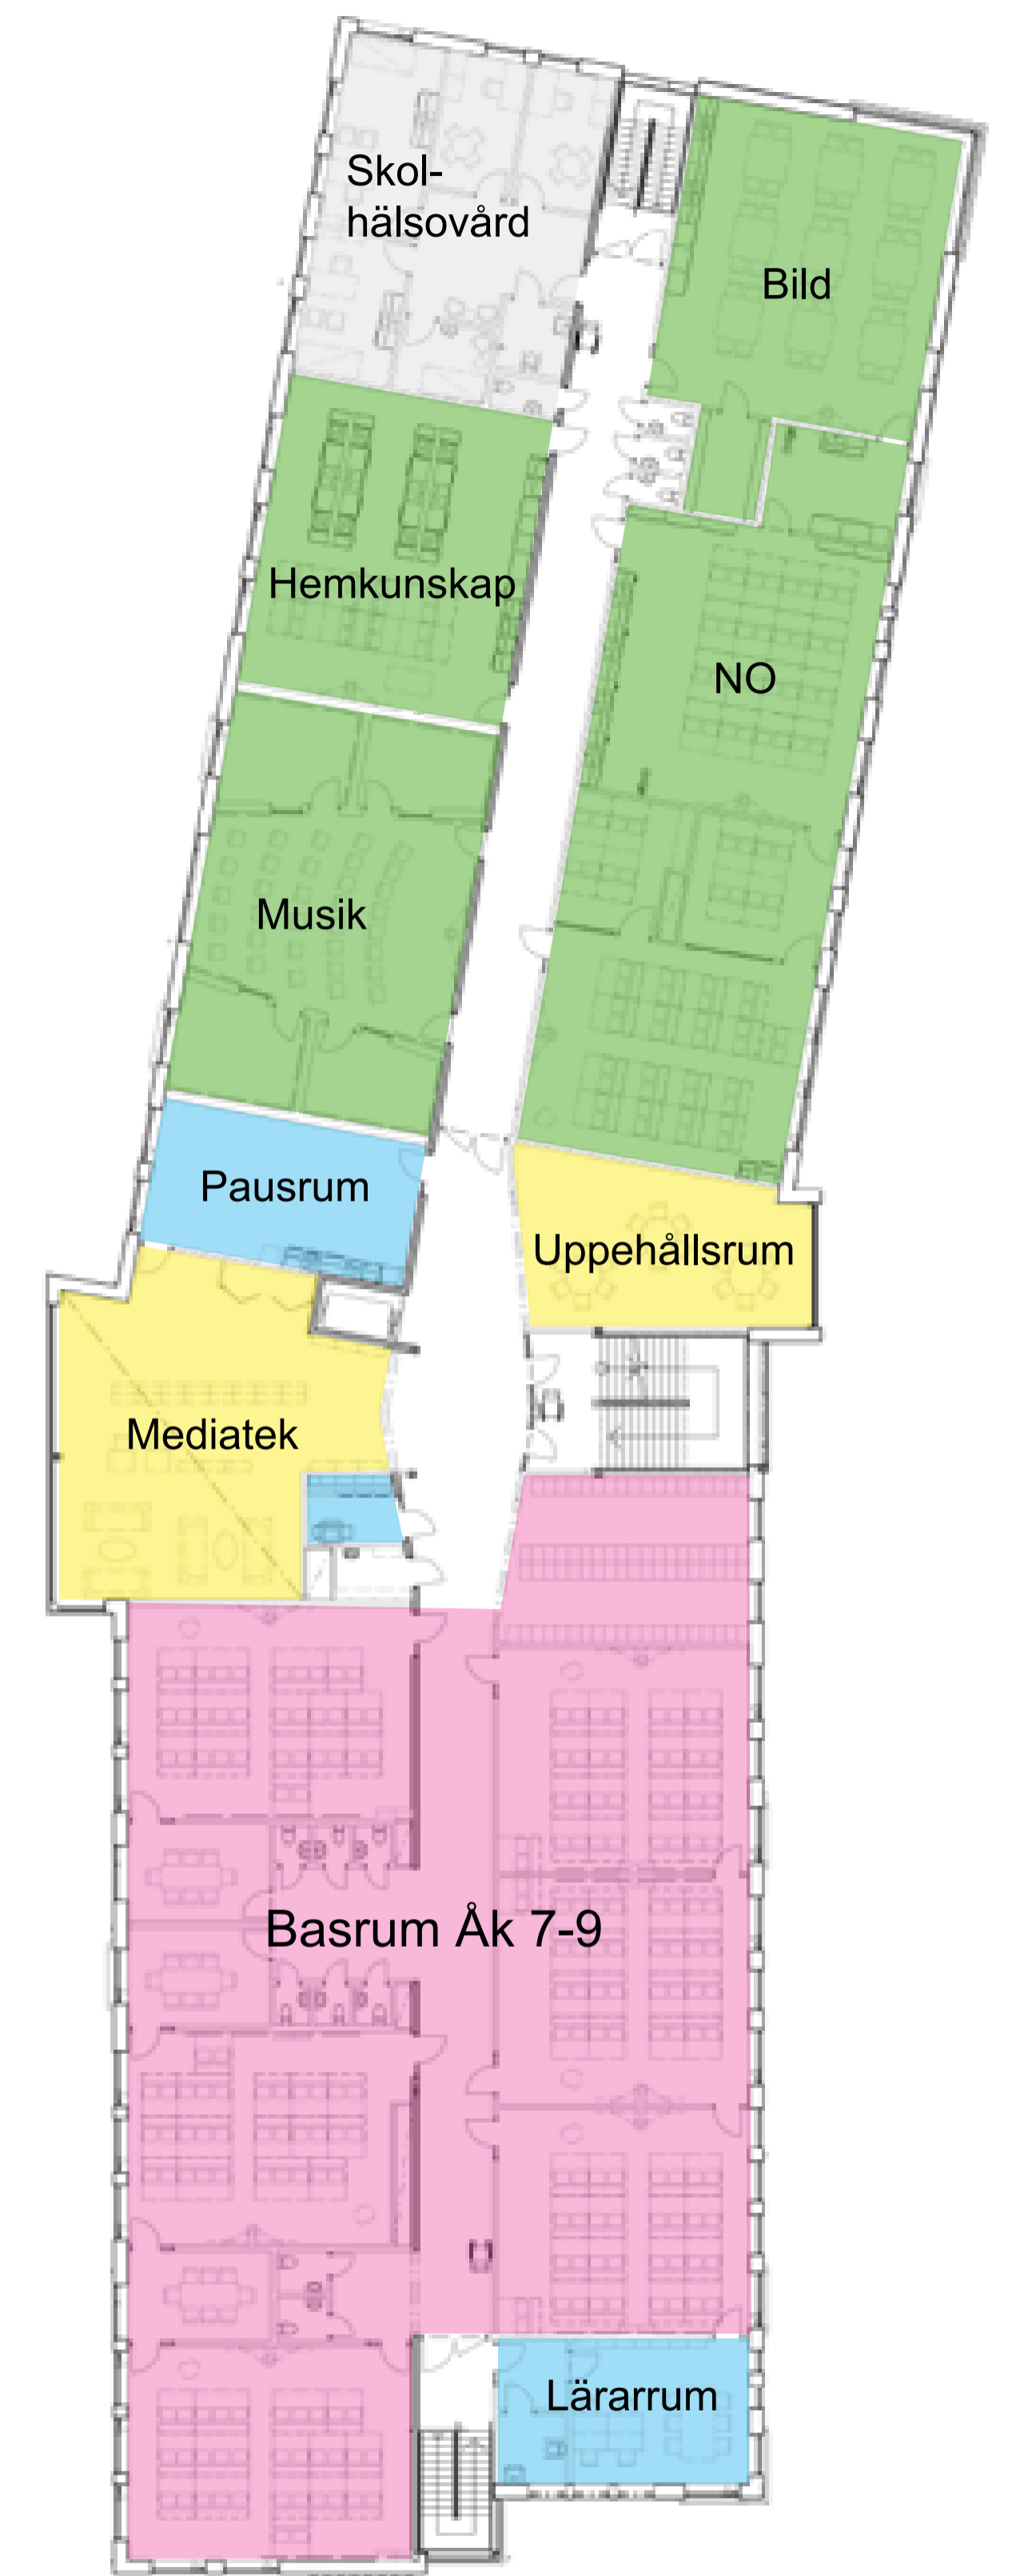 Skol-
hälsovård
Bild
Hemkunskap
NO
Musik
Pausrum
Uppehållsrum
Mediatek
Basrum Åk 7-9
Lärarrum